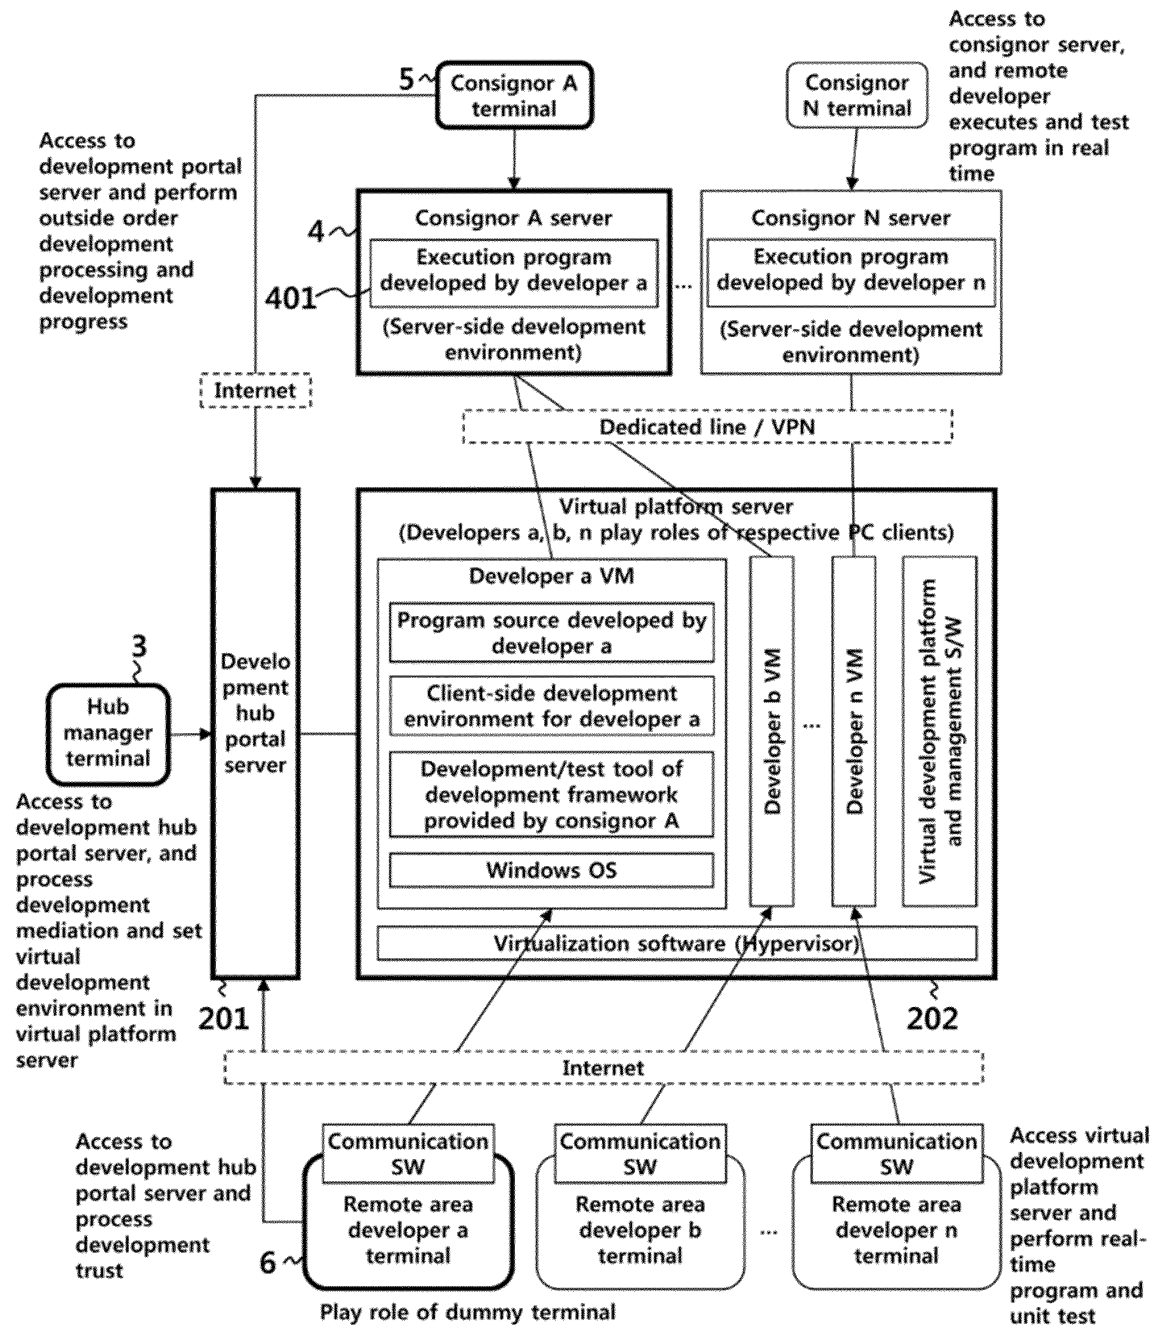 Access to
consignor server,
and remote
developer
executes and test
program in real
time
5
Consignor A
terminal
Consignor
N terminal
Access to
development portal
server and perform
outside order
development
processing and
development
progress
4
Consignor A server
Execution program
developed by developer a
401
(Server-side development
environment)
...
Consignor N server
Execution program
developed by developer n
(Server-side development
environment)
Internet
Dedicated line / VPN
Virtual platform server
(Developers a, b, n play roles of respective PC clients)
Developer a VM
Program source developed by
developer a
Client-side development
environment for developer a
Development/test tool of
development framework
provided by consignor A
Windows OS
Developer b VM
...
Developer n VM
Virtual development platform
and management S/W
Virtualization software (Hypervisor)
3
Hub
manager
terminal
Develo
pment
hub
portal
server
Access to
development hub
portal server, and
process
development
mediation and set
virtual
development
environment in
virtual platform
server
201
202
Internet
Access to
development hub
portal server and
process
development
trust
Communication
SW
Remote area
developer a
terminal
6
Play role of dummy terminal
Communication
SW
Remote area
developer b
terminal
...
Communication
SW
Remote area
developer n
terminal
Access virtual
development
platform
server and
perform real-
time
program and
unit test